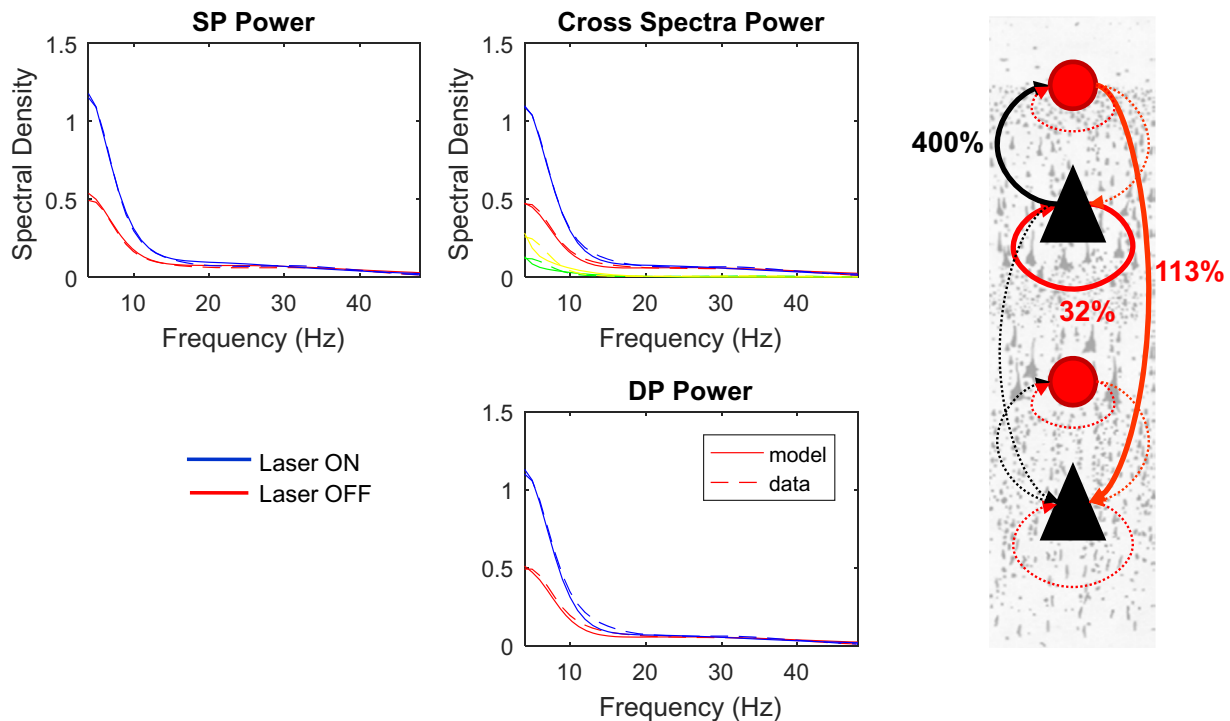 SP Power
1.5
1
0.5
0
Spectral Density
10 20 30 40
Frequency (Hz)
Cross Spectra Power
1.5
1
0.5
0
Spectral Density
10 20 30 40
Frequency (Hz)
400%
113%
32%
Laser ON
Laser OFF
DP Power
1.5
1
0.5
0
model
data
10 20 30 40
Frequency (Hz)